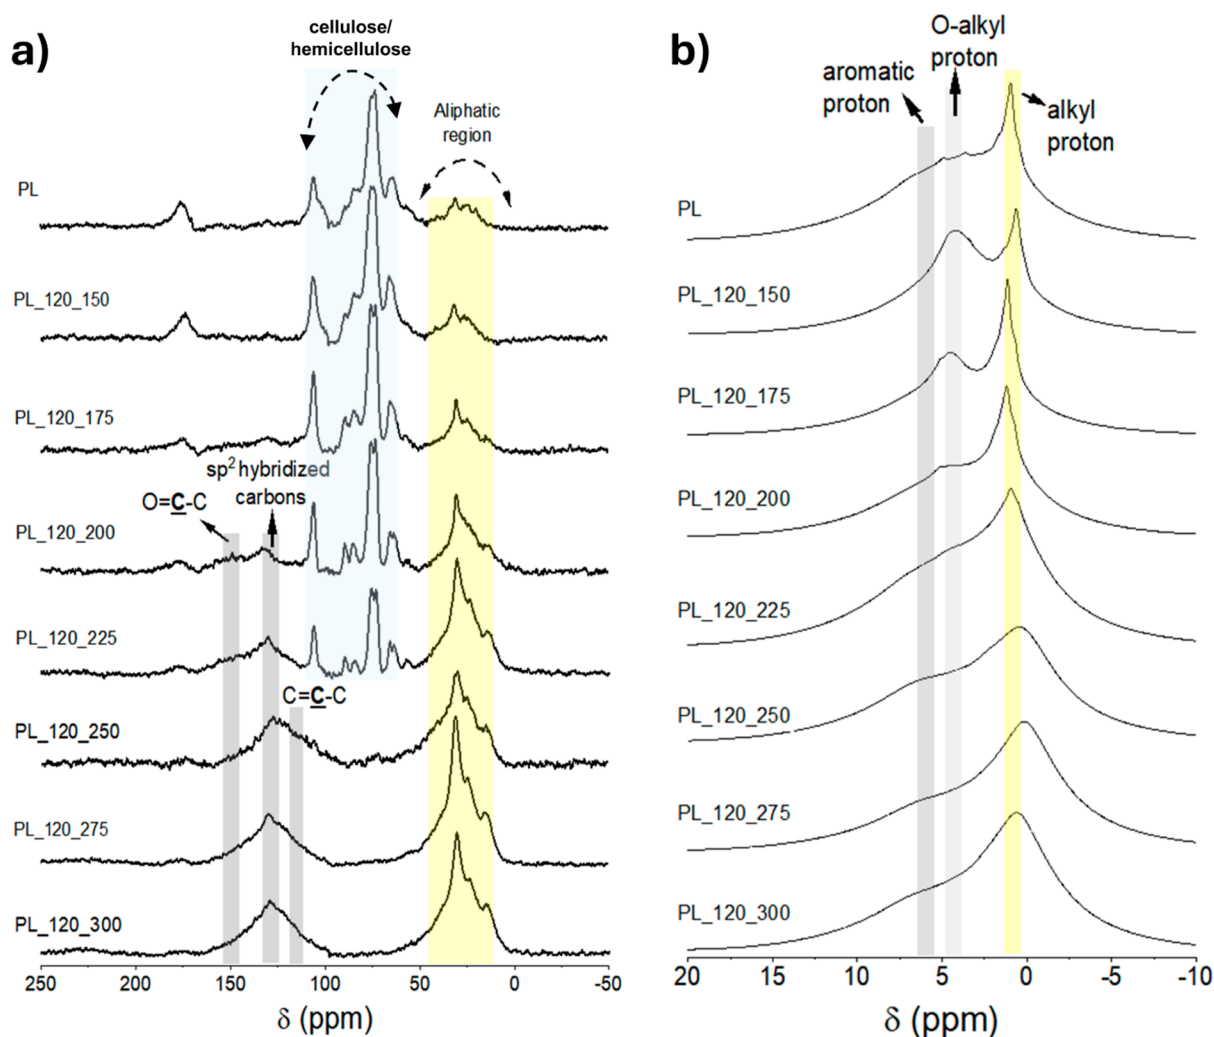 a)
cellulose/
hemicellulose
Aliphatic
region
PL
PL_120_150
PL_120_175
sp2 hybridized
carbons
O=C-C
PL_120_200
PL_120_225
C=C-C
PL_120_250
PL_120_275
PL_120_300
250
200
150
100
50
0
-50
δ (ppm)
b)
O-alkyl
proton
aromatic
proton
alkyl
proton
PL
PL_120_150
PL_120_175
PL_120_200
PL_120_225
PL_120_250
PL_120_275
PL_120_300
20
15
10
5
0
-5
-10
δ (ppm)